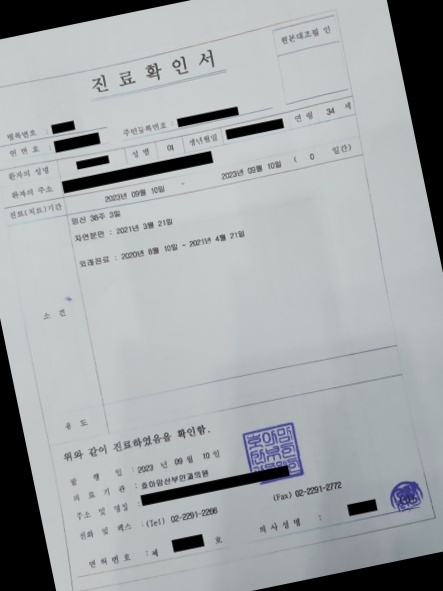 원본대조필 인
진료확인서
병록번호 :
연 번 호 :
주민등록번호 :
환자의 성명
성 별
여
생년월일
연 령
34
세
환자의 주소
진료(치료)기간
2023년 09월 10일
-
2023년 09월 10일
( 0 일간)
소 견
임신 38주 3일
자연분만 : 2021년 3월 21일
외래진료 : 2020년 8월 10일 ~ 2021년 4월 21일
용 도
위와 같이 진료하였음을 확인함.
발 행 일 : 2023 년 09 월 10 일
의 료 기 관 : 호아맘산부인과의원
주소 및 명칭 :
전화 및 팩스 : (Tel) 02-2291-2266
(Fax) 02-2291-2772
면허번호 : 제 호
의사성명 :